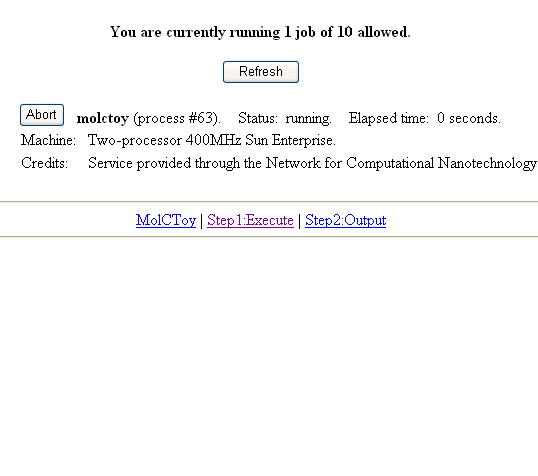 You are currently running 1 job of 10 allowed.
Refresh
Abort molctoy (process #63). Status: running. Elapsed time: 0 seconds.
Machine: Two-processor 400MHz Sun Enterprise.
Credits: Service provided through the Network for Computational Nanotechnology
MolCToy | Step1:Execute | Step2:Output